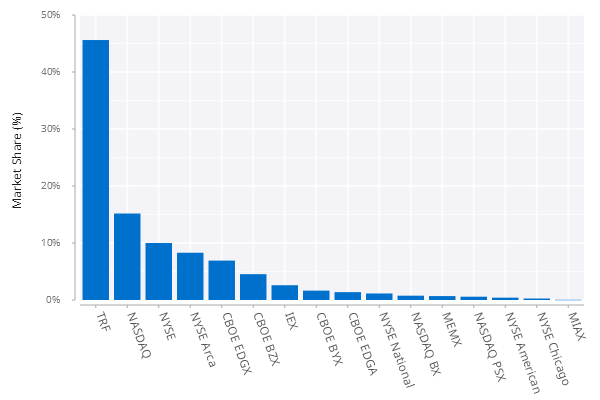 50%
40%
30%
20%
10%
0%
Market Share (%)
TRF
NASDAQ
NYSE
NYSE Arca
CBOE EDGX
CBOE BZX
IEX
CBOE BYX
CBOE EDGA
NYSE National
NASDAQ BX
MEMX
NASDAQ PSX
NYSE American
NYSE Chicago
MIAX